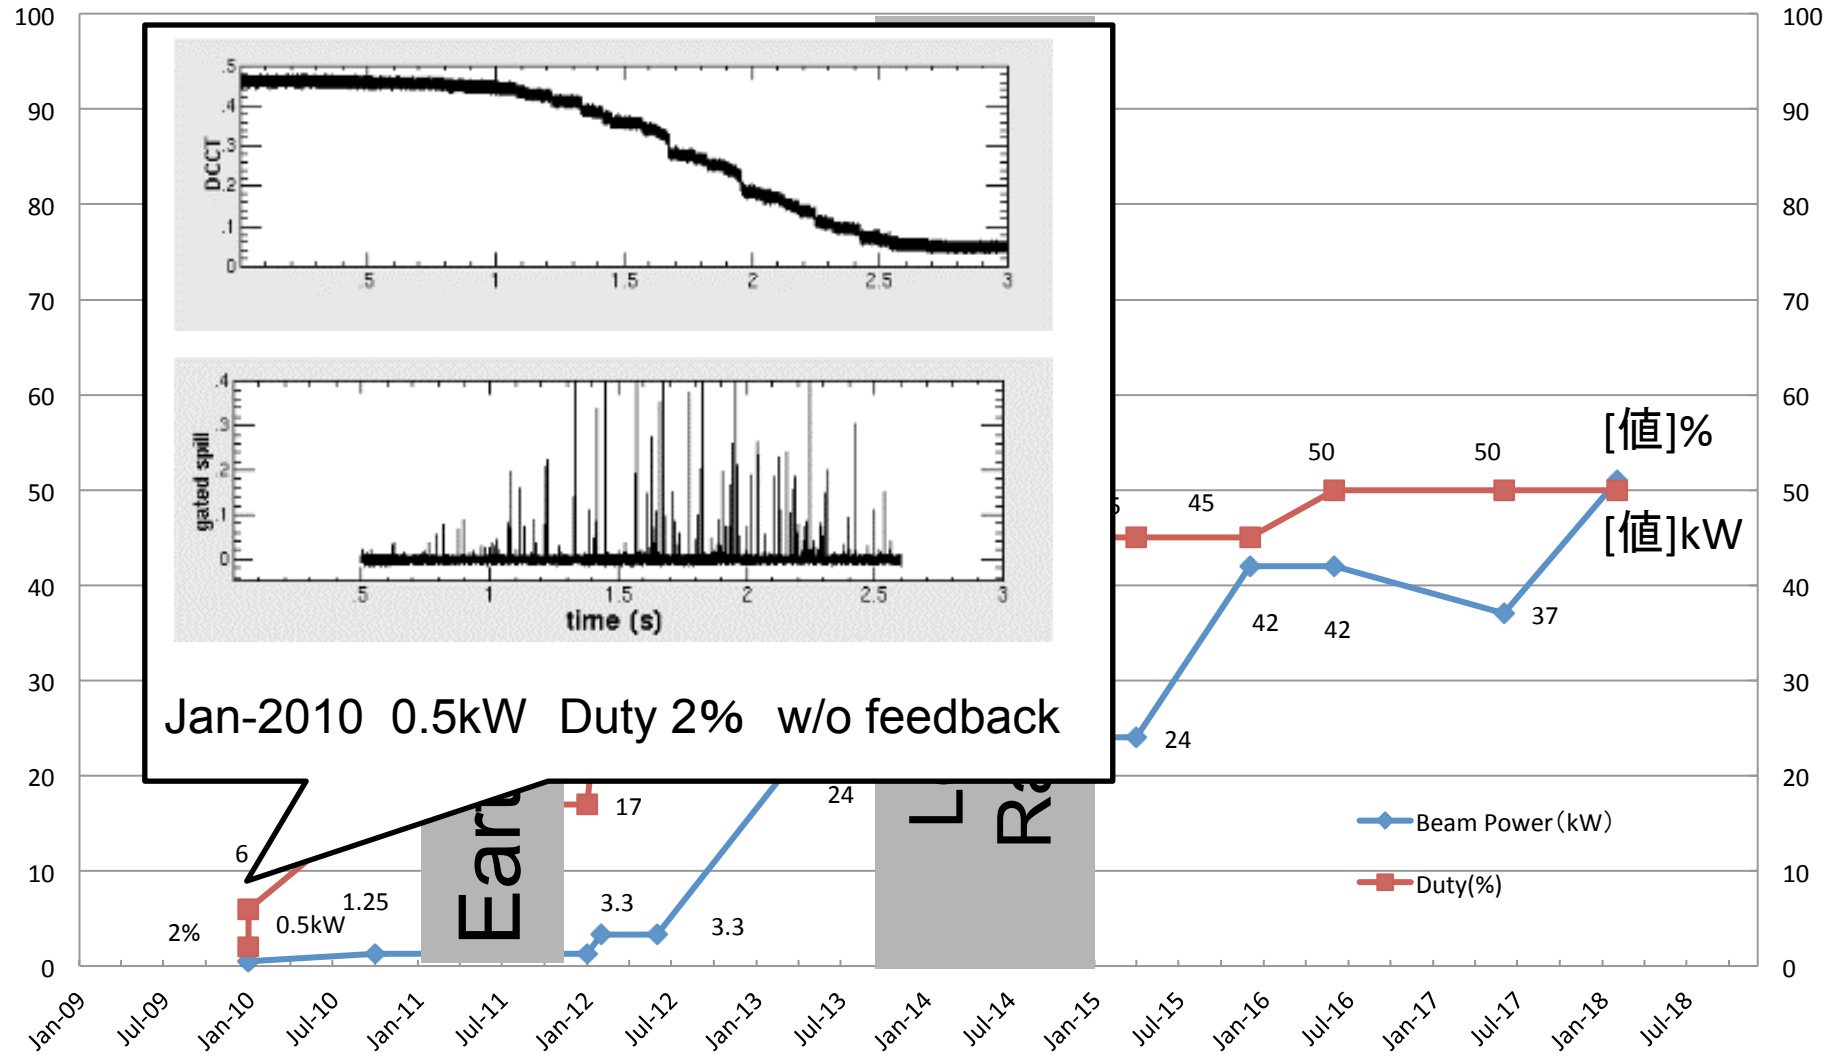 100
90
80
70
60
50
40
30
20
10
0
100
90
80
70
60
50
40
30
20
10
0
DCCT
.5
.4
.3
.2
.1
0
.5
1
1.5
2
2.5
3
gated spill
.4
.3
.2
.1
0
.5
1
1.5
2
2.5
3
time (s)
Jan-2010 0.5kW Duty 2% w/o feedback
[値]%
50
50
45
[値]kW
42
42
37
24
24
17
6
1.25
2%
0.5kW
3.3
3.3
Beam Power（kW）
Duty(%)
Jan-09
Jul-09
Jan-10
Jul-10
Jan-11
Jul-11
Jan-12
Jul-12
Jan-13
Jul-13
Jan-14
Jul-14
Jan-15
Jul-15
Jan-16
Jul-16
Jan-17
Jul-17
Jan-18
Jul-18